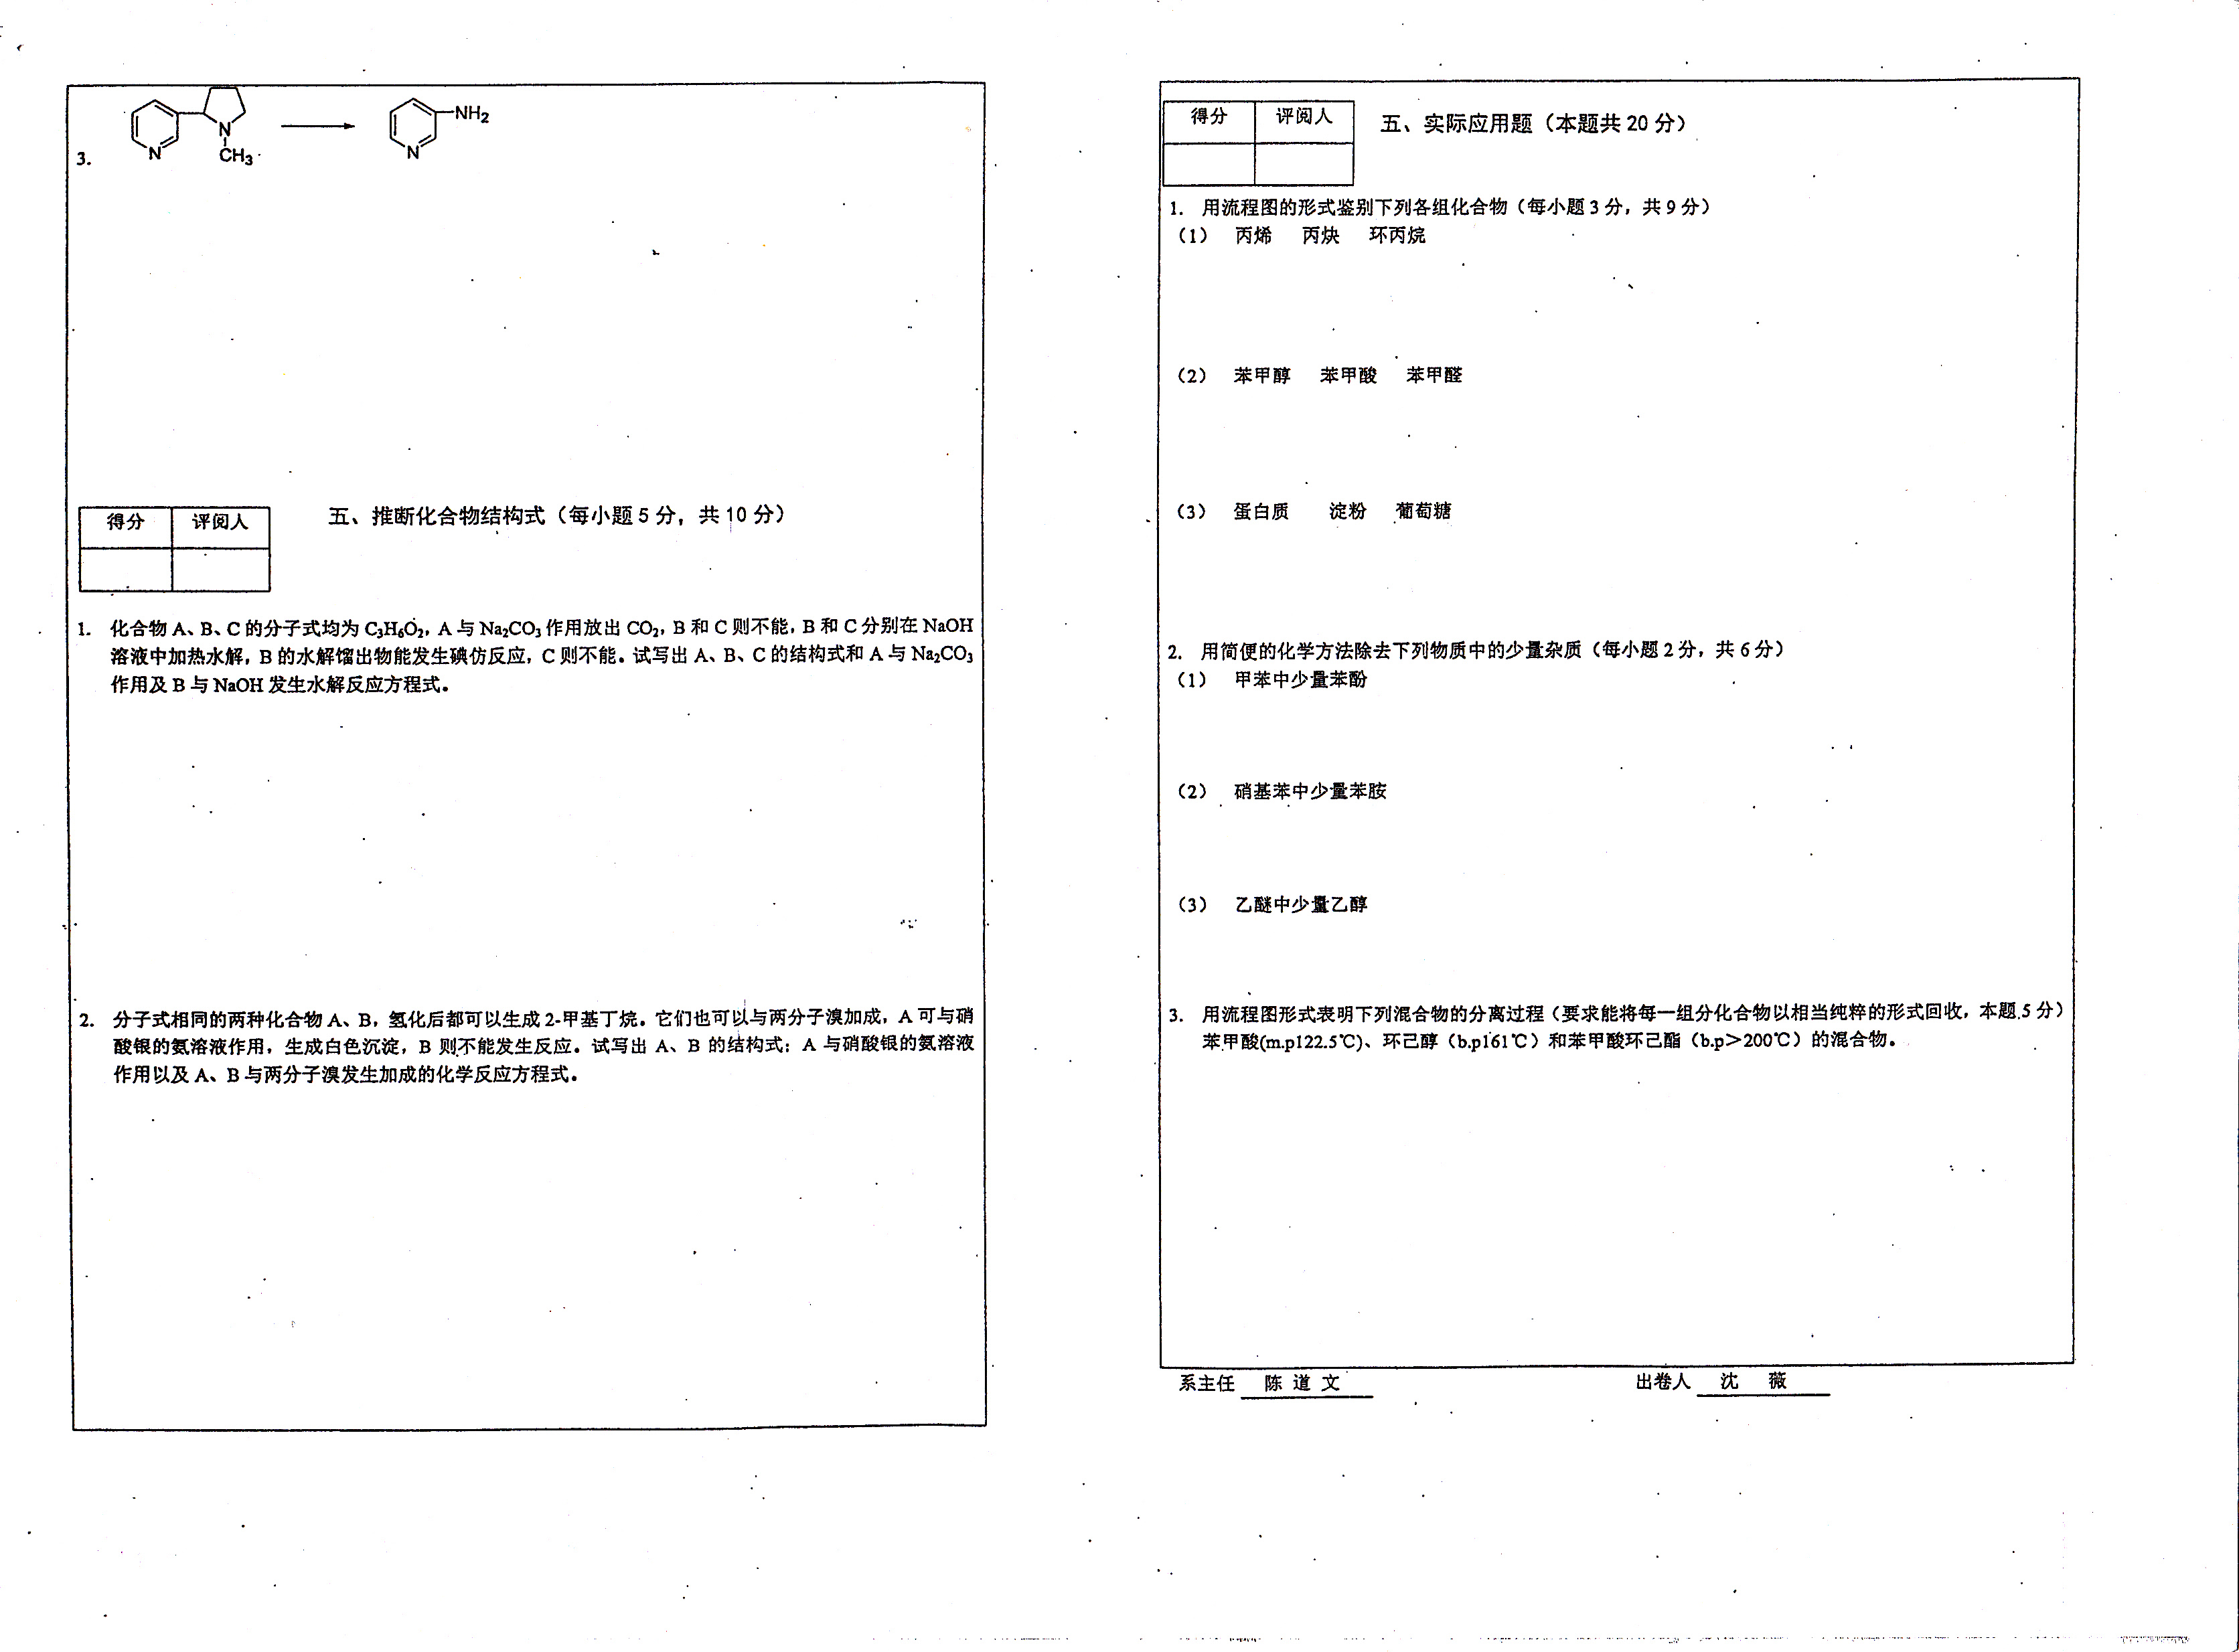 3.
N
N
CH₃
NH₂
N
得分 评阅人
五、推断化合物结构式（每小题 5 分，共 10 分）
1. 化合物 A、B、C 的分子式均为 C₃H₆O₂，A 与 Na₂CO₃ 作用放出 CO₂，B 和 C 则不能，B 和 C 分别在 NaOH
溶液中加热水解，B 的水解馏出物能发生碘仿反应，C 则不能。试写出 A、B、C 的结构式和 A 与 Na₂CO₃
作用及 B 与 NaOH 发生水解反应方程式。
2. 分子式相同的两种化合物 A、B，氢化后都可以生成 2-甲基丁烷。它们也可以与两分子溴加成，A 可与硝
酸银的氨溶液作用，生成白色沉淀，B 则不能发生反应。试写出 A、B 的结构式；A 与硝酸银的氨溶液
作用以及 A、B 与两分子溴发生加成的化学反应方程式。
得分 评阅人
五、实际应用题（本题共 20 分）
1. 用流程图的形式鉴别下列各组化合物（每小题 3 分，共 9 分）
（1） 丙烯 丙炔 环丙烷
（2） 苯甲醇 苯甲酸 苯甲醛
（3） 蛋白质 淀粉 葡萄糖
2. 用简便的化学方法除去下列物质中的少量杂质（每小题 2 分，共 6 分）
（1） 甲苯中少量苯酚
（2） 硝基苯中少量苯胺
（3） 乙醚中少量乙醇
3. 用流程图形式表明下列混合物的分离过程（要求能将每一组分化合物以相当纯粹的形式回收，本题 5 分）
苯甲酸(m.p122.5℃)、环己醇（b.p161℃）和苯甲酸环己酯（b.p＞200℃）的混合物。
系主任 陈 道 文 出卷人 沈 薇